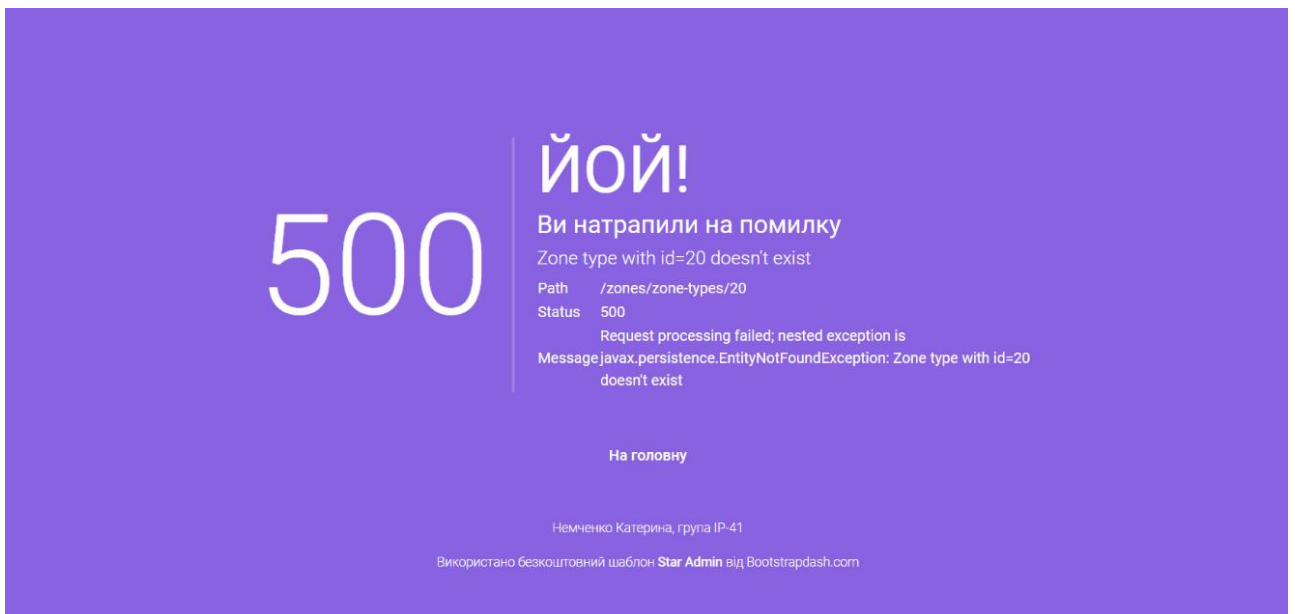 500
йой!
Ви натрапили на помилку
Zone type with id=20 doesn't exist
Path /zones/zone-types/20
Status 500
Request processing failed; nested exception is
Message javax.persistence.EntityNotFoundException: Zone type with id=20
doesn't exist
На головну
Немченко Катерина, група ІР-41
Використано безкоштовний шаблон Star Admin від Bootstrapdash.com